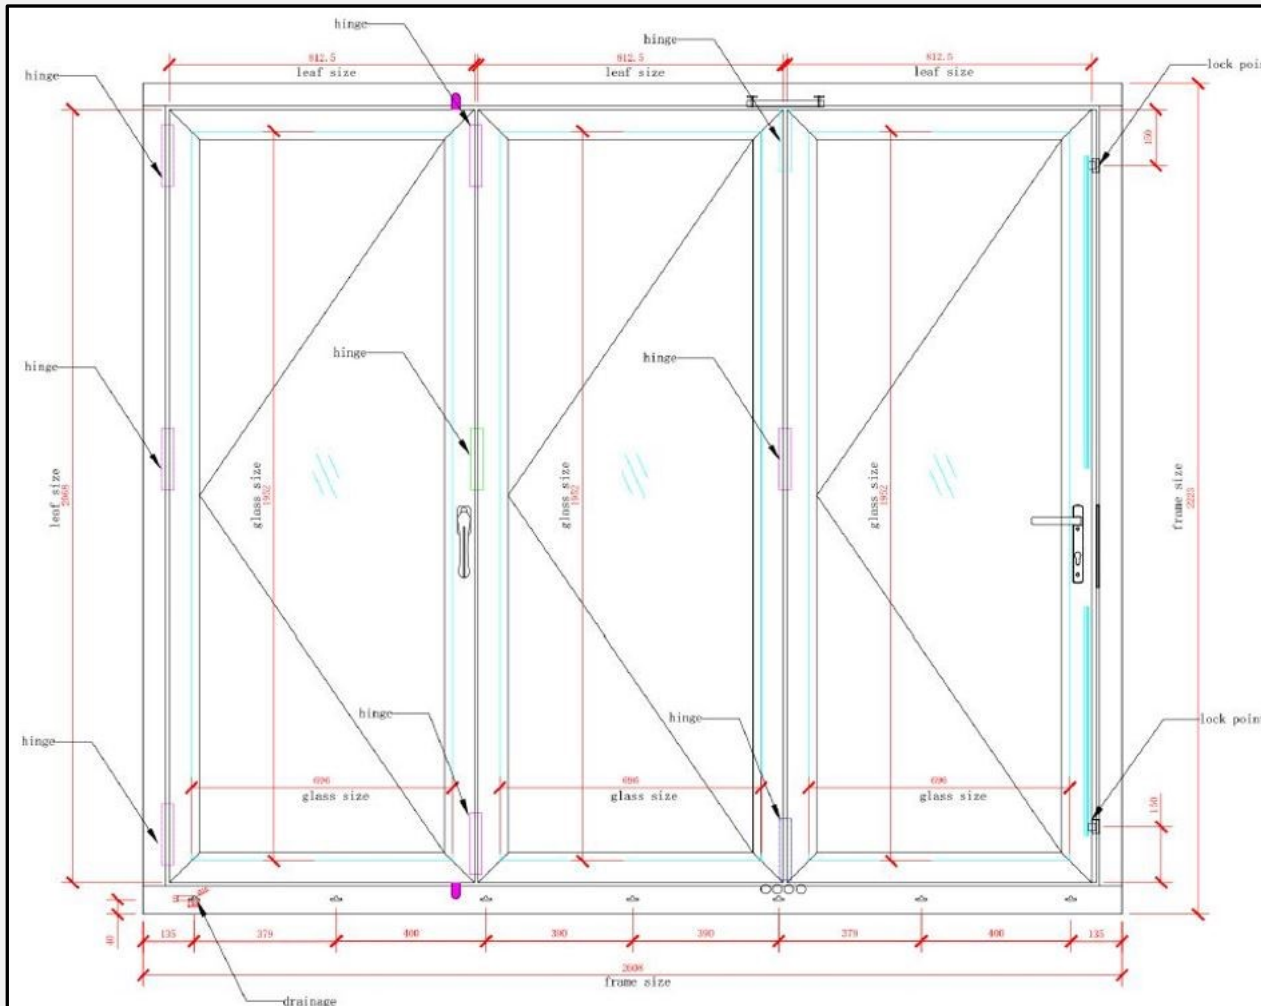 hinge
hinge
812.5
812.5
812.5
leaf size
leaf size
leaf size
lock poin
hinge
150
hinge
hinge
hinge
leaf size
2068
glass size
1952
glass size
1952
glass size
1952
frame size
2223
hinge
hinge
lock point
hinge
696
696
696
glass size
glass size
glass size
150
40
135
379
400
390
390
379
400
135
2608
frame size
drainage